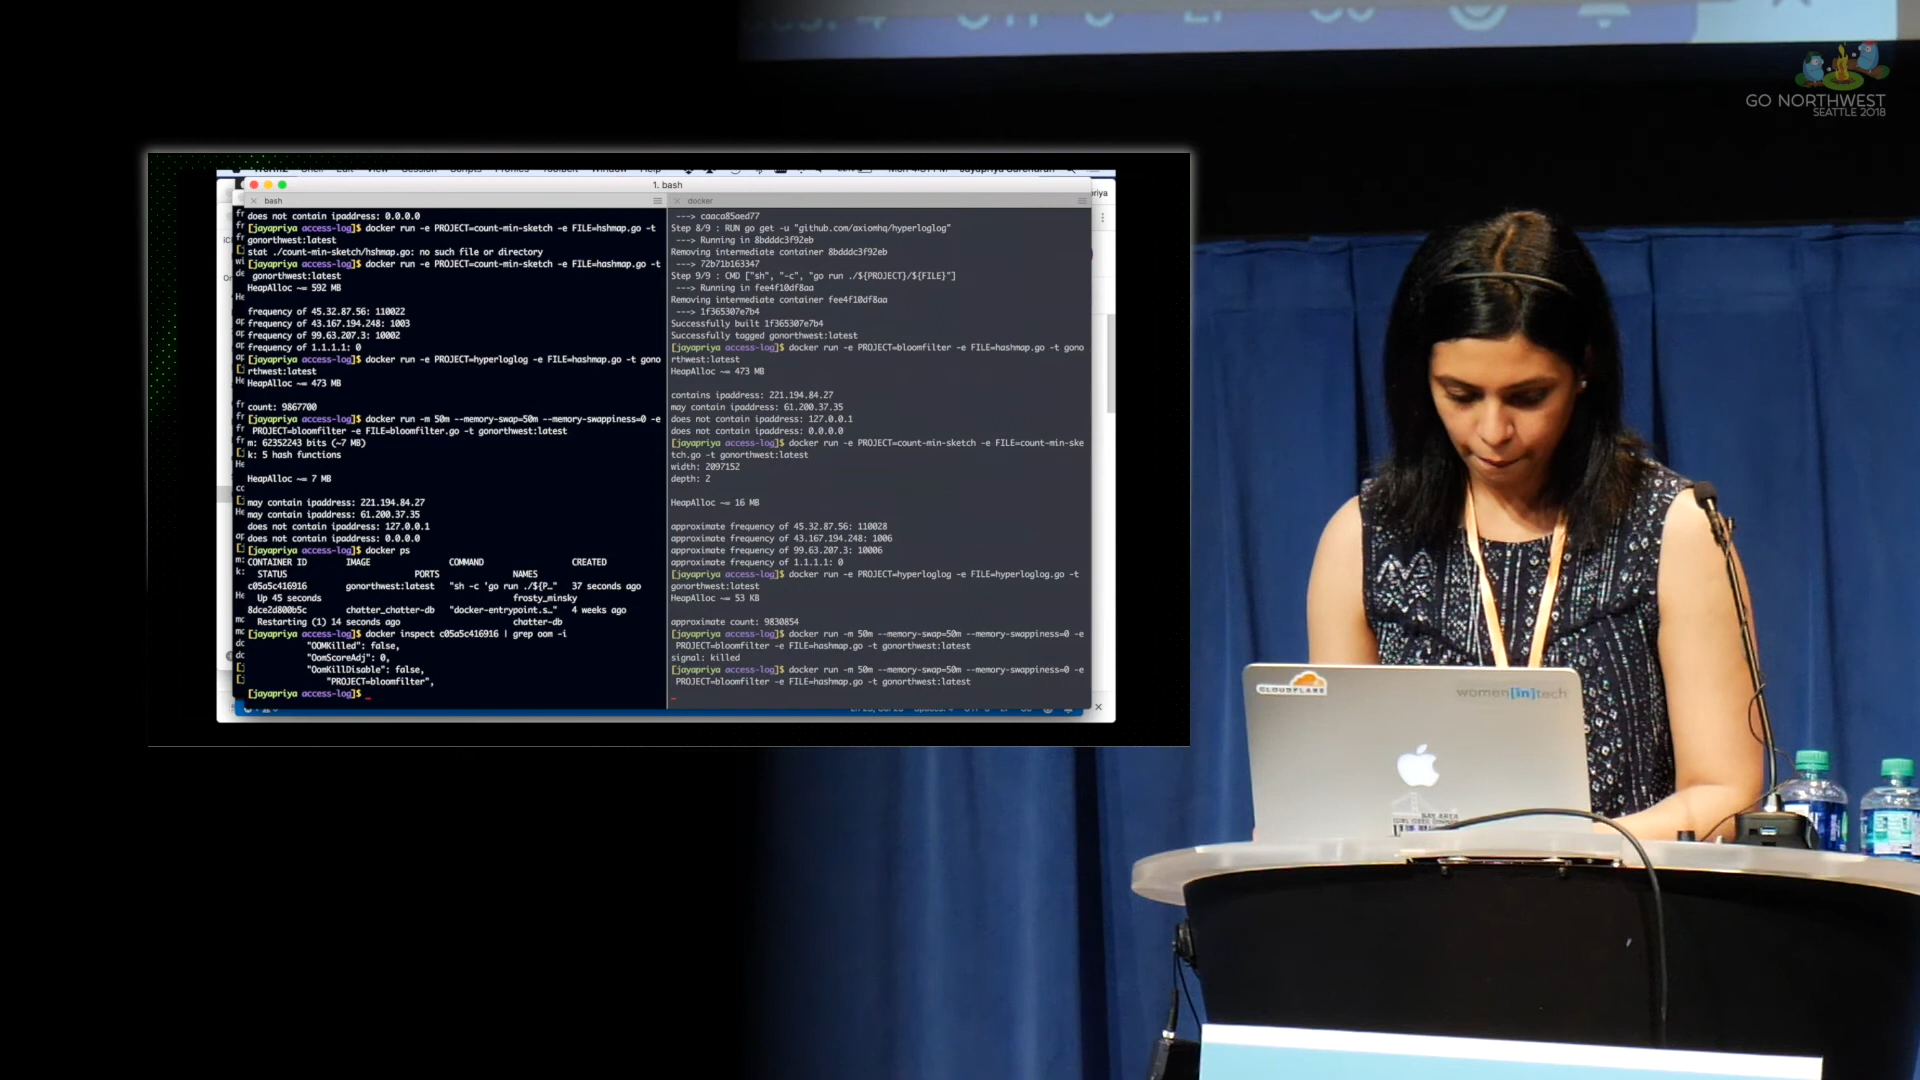 GO NORTHWEST
SEATTLE 2018
1. bash
bash
does not contain ipaddress: 0.0.0.0
[jayapriya access-log]$ docker run -e PROJECT=count-min-sketch -e FILE=hshmap.go -t
gonorthwest:latest
stat ./count-min-sketch/hshmap.go: no such file or directory
[jayapriya access-log]$ docker run -e PROJECT=count-min-sketch -e FILE=hashmap.go -t
gonorthwest:latest
HeapAlloc ~= 592 MB
frequency of 45.32.87.56: 110022
frequency of 43.167.194.248: 1003
frequency of 99.63.207.3: 10002
frequency of 1.1.1.1: 0
[jayapriya access-log]$ docker run -e PROJECT=hyperloglog -e FILE=hashmap.go -t gono
rthwest:latest
HeapAlloc ~= 473 MB
count: 9867700
[jayapriya access-log]$ docker run -m 50m --memory-swap=50m --memory-swappiness=0 -e
PROJECT=bloomfilter -e FILE=bloomfilter.go -t gonorthwest:latest
m: 62352243 bits (~7 MB)
k: 5 hash functions
HeapAlloc ~= 7 MB
may contain ipaddress: 221.194.84.27
may contain ipaddress: 61.200.37.35
does not contain ipaddress: 127.0.0.1
does not contain ipaddress: 0.0.0.0
[jayapriya access-log]$ docker ps
CONTAINER ID IMAGE COMMAND CREATED
STATUS PORTS NAMES
c05a5c416916 gonorthwest:latest "sh -c 'go run ./${P…" 37 seconds ago
Up 45 seconds frosty_minsky
8dce2d800b5c chatter_chatter-db "docker-entrypoint.s…" 4 weeks ago
Restarting (1) 14 seconds ago chatter-db
[jayapriya access-log]$ docker inspect c05a5c416916 | grep oom -i
"OOMKilled": false,
"OomScoreAdj": 0,
"OomKillDisable": false,
"PROJECT=bloomfilter",
[jayapriya access-log]$
docker
---> caaca85aed77
Step 8/9 : RUN go get -u "github.com/axiomhq/hyperloglog"
---> Running in 8bdddc3f92eb
Removing intermediate container 8bdddc3f92eb
---> 72b71b163347
Step 9/9 : CMD ["sh", "-c", "go run ./${PROJECT}/${FILE}"]
---> Running in fee4f10df8aa
Removing intermediate container fee4f10df8aa
---> 1f365307e7b4
Successfully built 1f365307e7b4
Successfully tagged gonorthwest:latest
[jayapriya access-log]$ docker run -e PROJECT=bloomfilter -e FILE=hashmap.go -t gono
rthwest:latest
HeapAlloc ~= 473 MB
contains ipaddress: 221.194.84.27
may contain ipaddress: 61.200.37.35
does not contain ipaddress: 127.0.0.1
does not contain ipaddress: 0.0.0.0
[jayapriya access-log]$ docker run -e PROJECT=count-min-sketch -e FILE=count-min-ske
tch.go -t gonorthwest:latest
width: 2097152
depth: 2
HeapAlloc ~= 16 MB
approximate frequency of 45.32.87.56: 110028
approximate frequency of 43.167.194.248: 1006
approximate frequency of 99.63.207.3: 10006
approximate frequency of 1.1.1.1: 0
[jayapriya access-log]$ docker run -e PROJECT=hyperloglog -e FILE=hyperloglog.go -t
gonorthwest:latest
HeapAlloc ~= 53 KB
approximate count: 9830854
[jayapriya access-log]$ docker run -m 50m --memory-swap=50m --memory-swappiness=0 -e
PROJECT=bloomfilter -e FILE=hashmap.go -t gonorthwest:latest
signal: killed
[jayapriya access-log]$ docker run -m 50m --memory-swap=50m --memory-swappiness=0 -e
PROJECT=bloomfilter -e FILE=hashmap.go -t gonorthwest:latest
CLOUDFLARE
women[in]tech